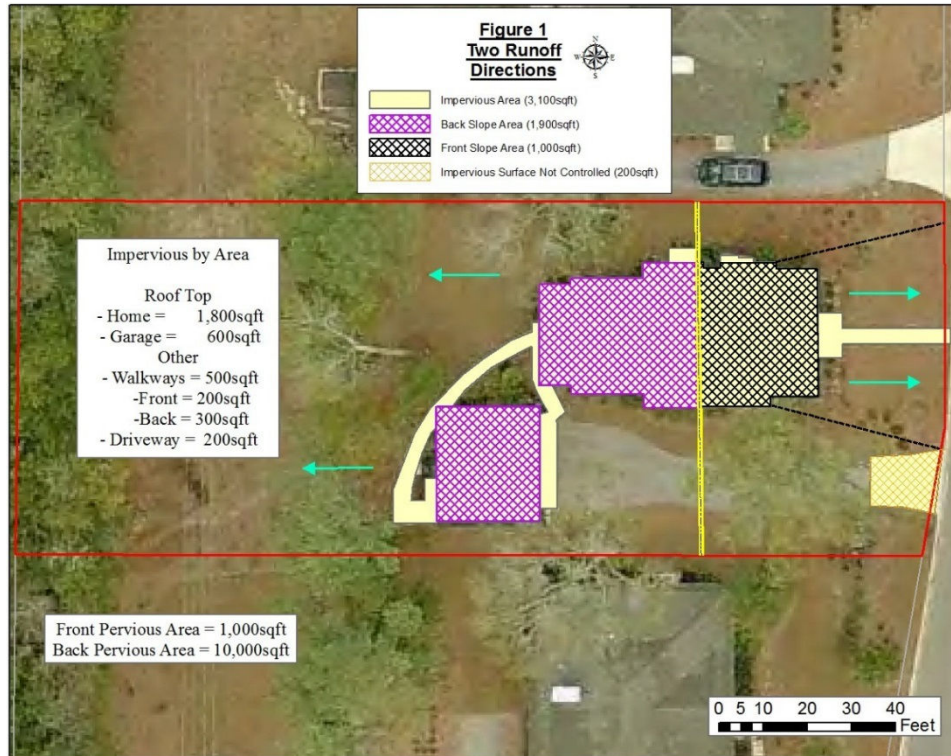 Figure 1
Two Runoff
Directions
N
W E
S
Impervious Area (3,100sqft)
Back Slope Area (1,900sqft)
Front Slope Area (1,000sqft)
Impervious Surface Not Controlled (200sqft)
Impervious by Area
Roof Top
- Home = 1,800sqft
- Garage = 600sqft
Other
- Walkways = 500sqft
-Front = 200sqft
-Back = 300sqft
- Driveway = 200sqft
Front Pervious Area = 1,000sqft
Back Pervious Area = 10,000sqft
0 5 10 20 30 40
Feet